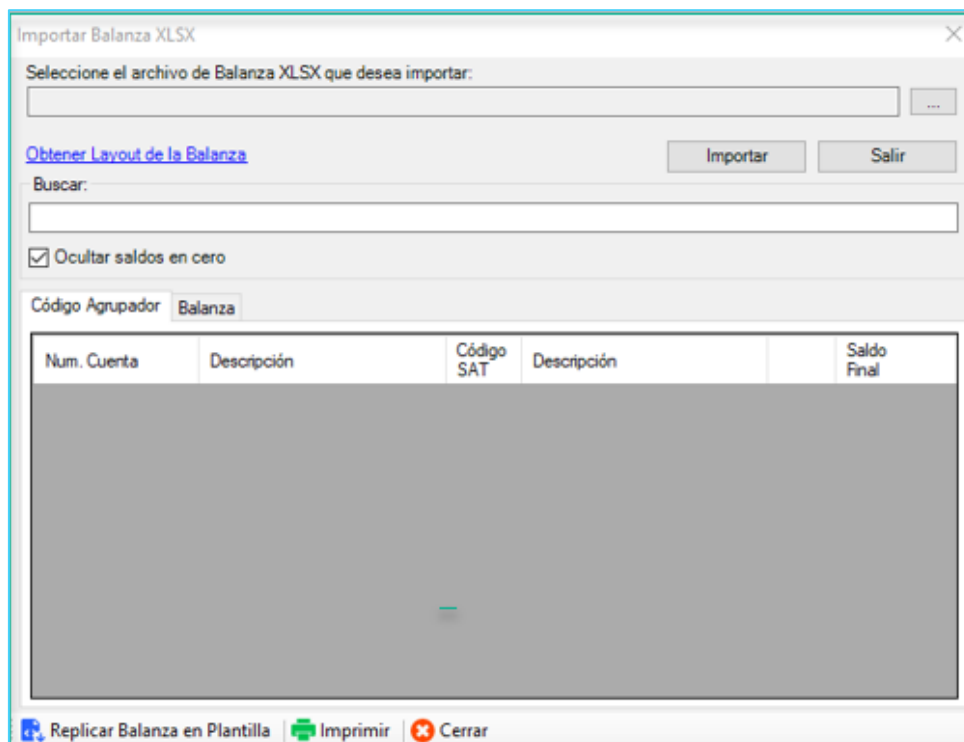 Importar Balanza XLSX
Seleccione el archivo de Balanza XLSX que desea importar:
...
Obtener Layout de la Balanza
Importar
Salir
Buscar:
Ocultar saldos en cero
Código Agrupador
Balanza
Num. Cuenta
Descripción
Código
SAT
Descripción
Saldo
Final
Replicar Balanza en Plantilla
Imprimir
Cerrar